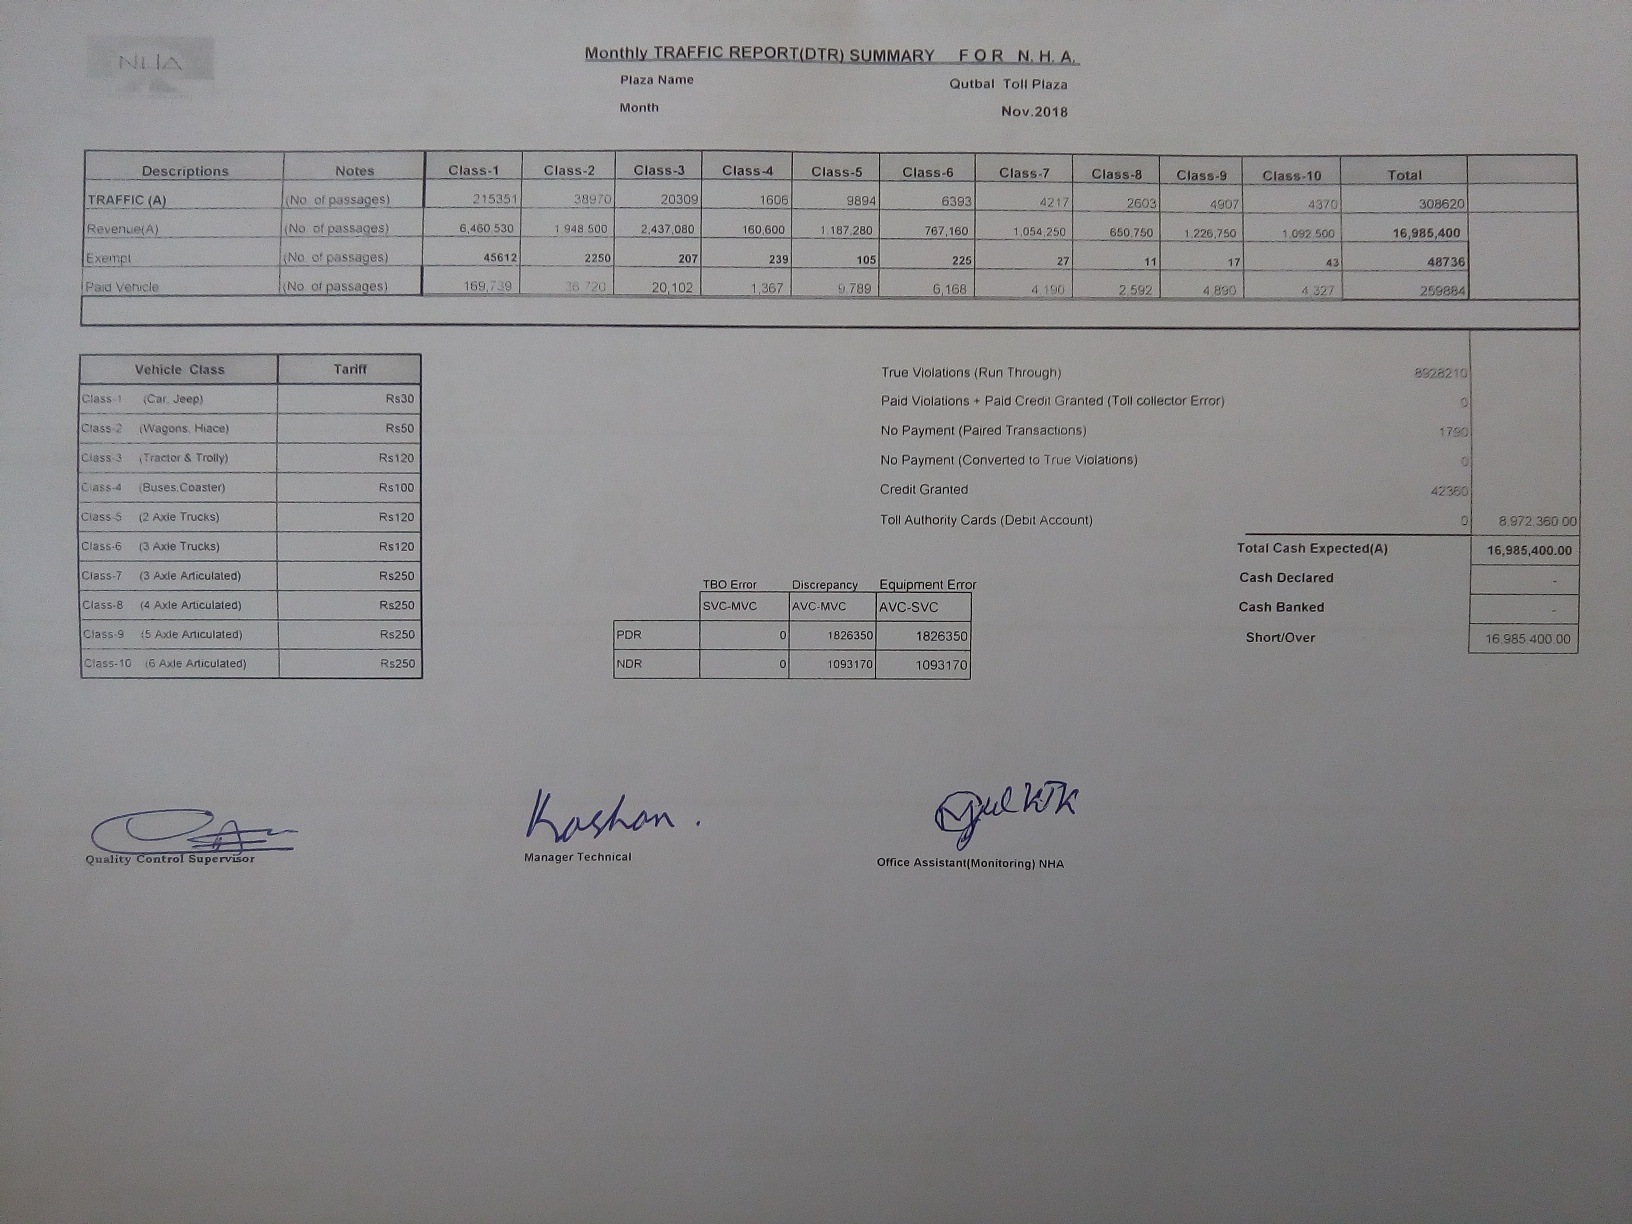 NHA
Monthly TRAFFIC REPORT(DTR) SUMMARY F O R N. H. A.
Plaza Name Qutbal Toll Plaza
Month Nov.2018
Descriptions Notes Class-1 Class-2 Class-3 Class-4 Class-5 Class-6 Class-7 Class-8 Class-9 Class-10 Total
TRAFFIC (A) (No. of passages) 215351 38970 20309 1606 9894 6393 4217 2603 4907 4370 308620
Revenue(A) (No. of passages) 6,460,530 1,948,500 2,437,080 160,600 1,187,280 767,160 1,054,250 650,750 1,226,750 1,092,500 16,985,400
Exempt (No. of passages) 45612 2250 207 239 105 225 27 11 17 43 48736
Paid Vehicle (No. of passages) 169,739 36,720 20,102 1,367 9,789 6,168 4,190 2,592 4,890 4,327 259884
Vehicle Class Tariff
Class-1 (Car, Jeep) Rs30
Class-2 (Wagons, Hiace) Rs50
Class-3 (Tractor & Trolly) Rs120
Class-4 (Buses,Coaster) Rs100
Class-5 (2 Axle Trucks) Rs120
Class-6 (3 Axle Trucks) Rs120
Class-7 (3 Axle Articulated) Rs250
Class-8 (4 Axle Articulated) Rs250
Class-9 (5 Axle Articulated) Rs250
Class-10 (6 Axle Articulated) Rs250
True Violations (Run Through) 8928210
Paid Violations + Paid Credit Granted (Toll collector Error) 0
No Payment (Paired Transactions) 1790
No Payment (Converted to True Violations) 0
Credit Granted 42360
Toll Authority Cards (Debit Account) 0 8,972,360.00
Total Cash Expected(A) 16,985,400.00
Cash Declared -
Cash Banked -
Short/Over 16,985,400.00
TBO Error Discrepancy Equipment Error
SVC-MVC AVC-MVC AVC-SVC
PDR 0 1826350 1826350
NDR 0 1093170 1093170
Kashan.
Quality Control Supervisor
Manager Technical
Office Assistant(Monitoring) NHA